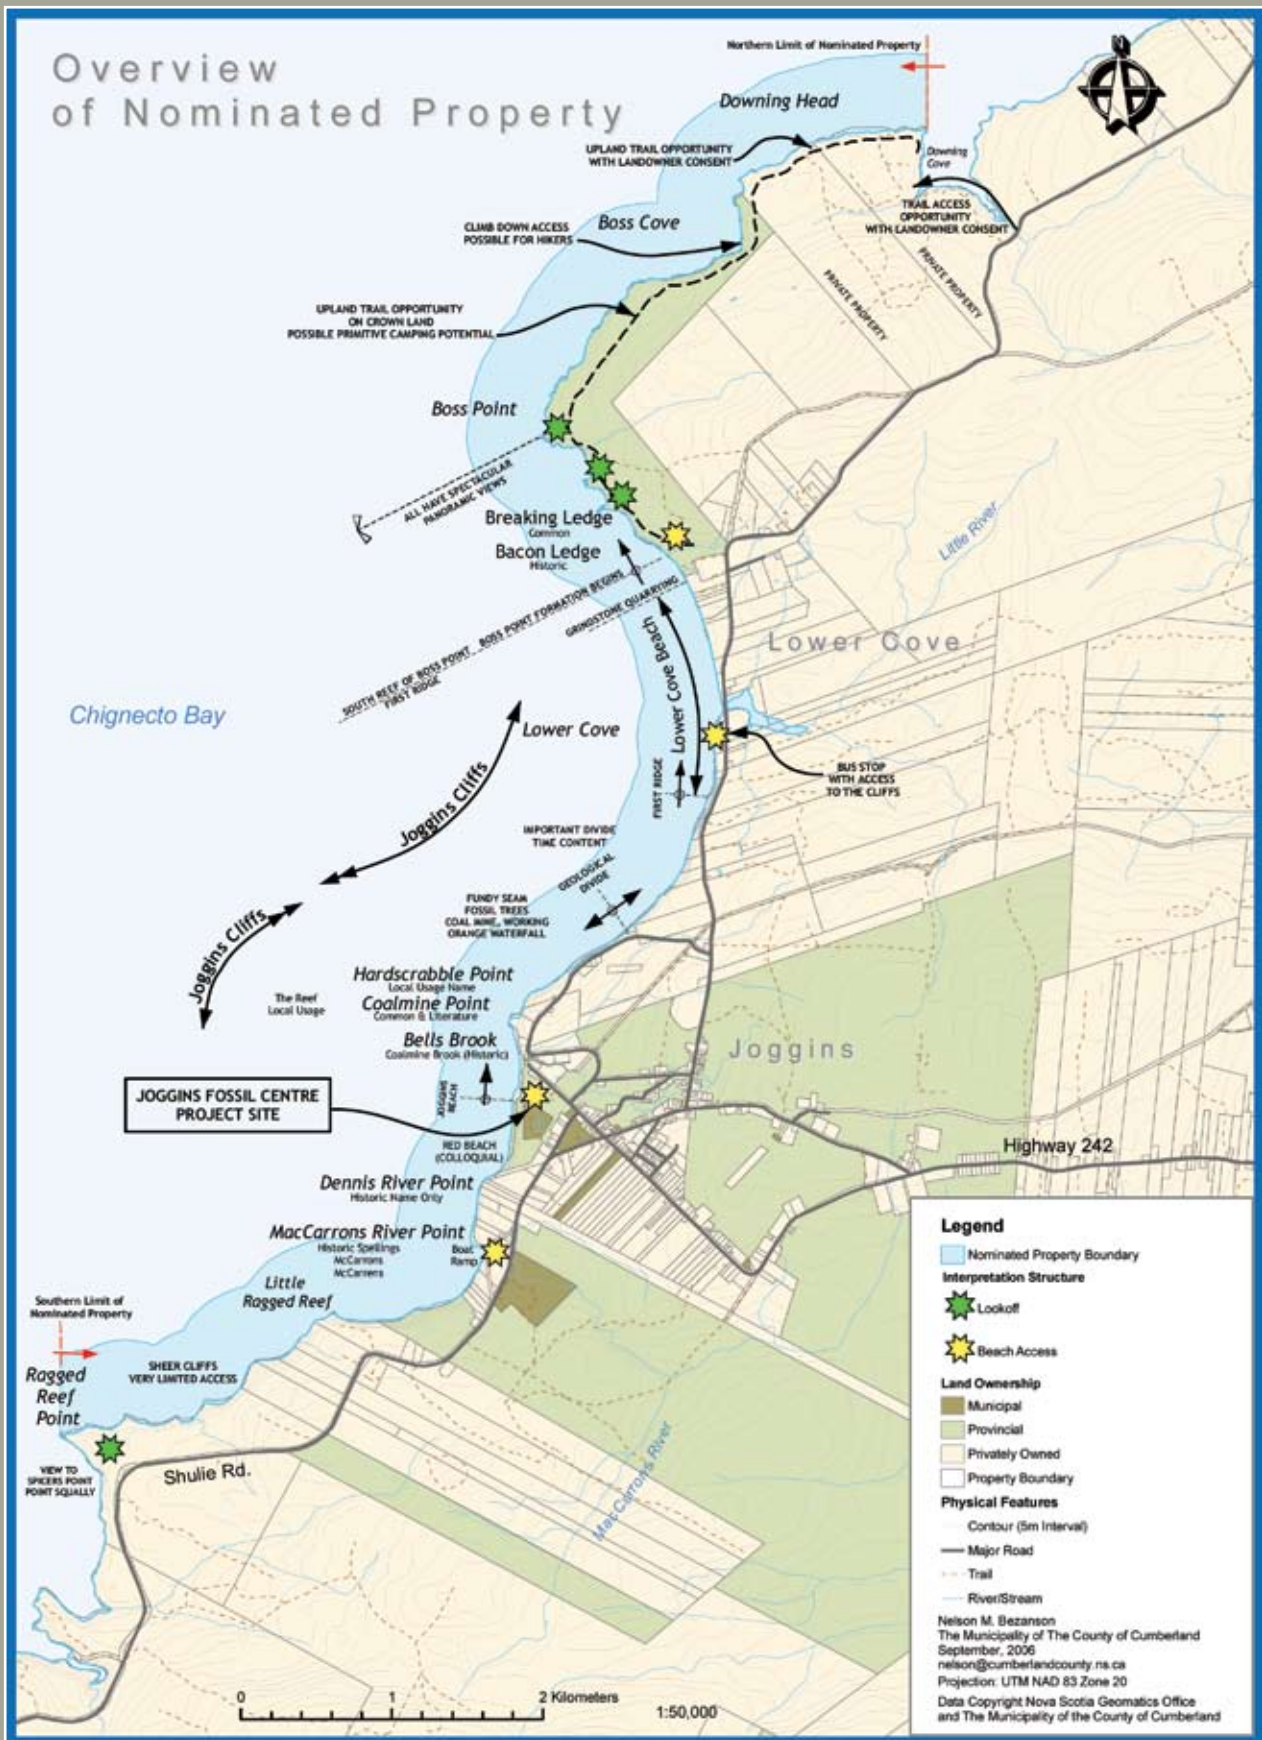 Overview
of Nominated Property
Northern Limit of Nominated Property
N
Downing Head
UPLAND TRAIL OPPORTUNITY
WITH LANDOWNER CONSENT
Downing
Cove
TRAIL ACCESS
OPPORTUNITY
WITH LANDOWNER CONSENT
Boss Cove
CLIMB DOWN ACCESS
POSSIBLE FOR HIKERS
PRIVATE PROPERTY
PRIVATE PROPERTY
UPLAND TRAIL OPPORTUNITY
ON CROWN LAND
POSSIBLE PRIMITIVE CAMPING POTENTIAL
Boss Point
ALL HAVE SPECTACULAR
PANORAMIC VIEWS
Breaking Ledge
Common
Bacon Ledge
Historic
Little River
BOSS POINT FORMATION BEGINS
GRINDSTONE QUARRYING
SOUTH REEF OF BOSS POINT
FIRST RIDGE
Lower Cove Beach
Lower Cove
Chignecto Bay
Lower Cove
BUS STOP
WITH ACCESS
TO THE CLIFFS
FIRST RIDGE
Joggins Cliffs
IMPORTANT DIVIDE
TIME CONTENT
GEOLOGICAL
DIVIDE
FUNDY SEAM
FOSSIL TREES
COAL MINE, WORKING
ORANGE WATERFALL
Joggins Cliffs
The Reef
Local Usage
Hardscrabble Point
Local Usage Name
Coalmine Point
Common & Literature
Bells Brook
Coalmine Brook (Historic)
Joggins
JOGGINS
BEACH
JOGGINS FOSSIL CENTRE
PROJECT SITE
RED BEACH
(COLLOQUIAL)
Highway 242
Dennis River Point
Historic Name Only
MacCarrons River Point
Historic Spellings
McCarrons
McCarrens
Boat
Ramp
Little
Ragged Reef
Southern Limit of
Nominated Property
SHEER CLIFFS
VERY LIMITED ACCESS
Ragged
Reef
Point
VIEW TO
SPICERS POINT
POINT SQUALLY
Shulie Rd.
MacCarrons River
Legend
Nominated Property Boundary
Interpretation Structure
Lookoff
Beach Access
Land Ownership
Municipal
Provincial
Privately Owned
Property Boundary
Physical Features
Contour (5m Interval)
Major Road
Trail
River/Stream
Nelson M. Bezanson
The Municipality of The County of Cumberland
September, 2006
nelson@cumberlandcounty.ns.ca
Projection: UTM NAD 83 Zone 20
Data Copyright Nova Scotia Geomatics Office
and The Municipality of the County of Cumberland
0 1 2 Kilometers
1:50,000